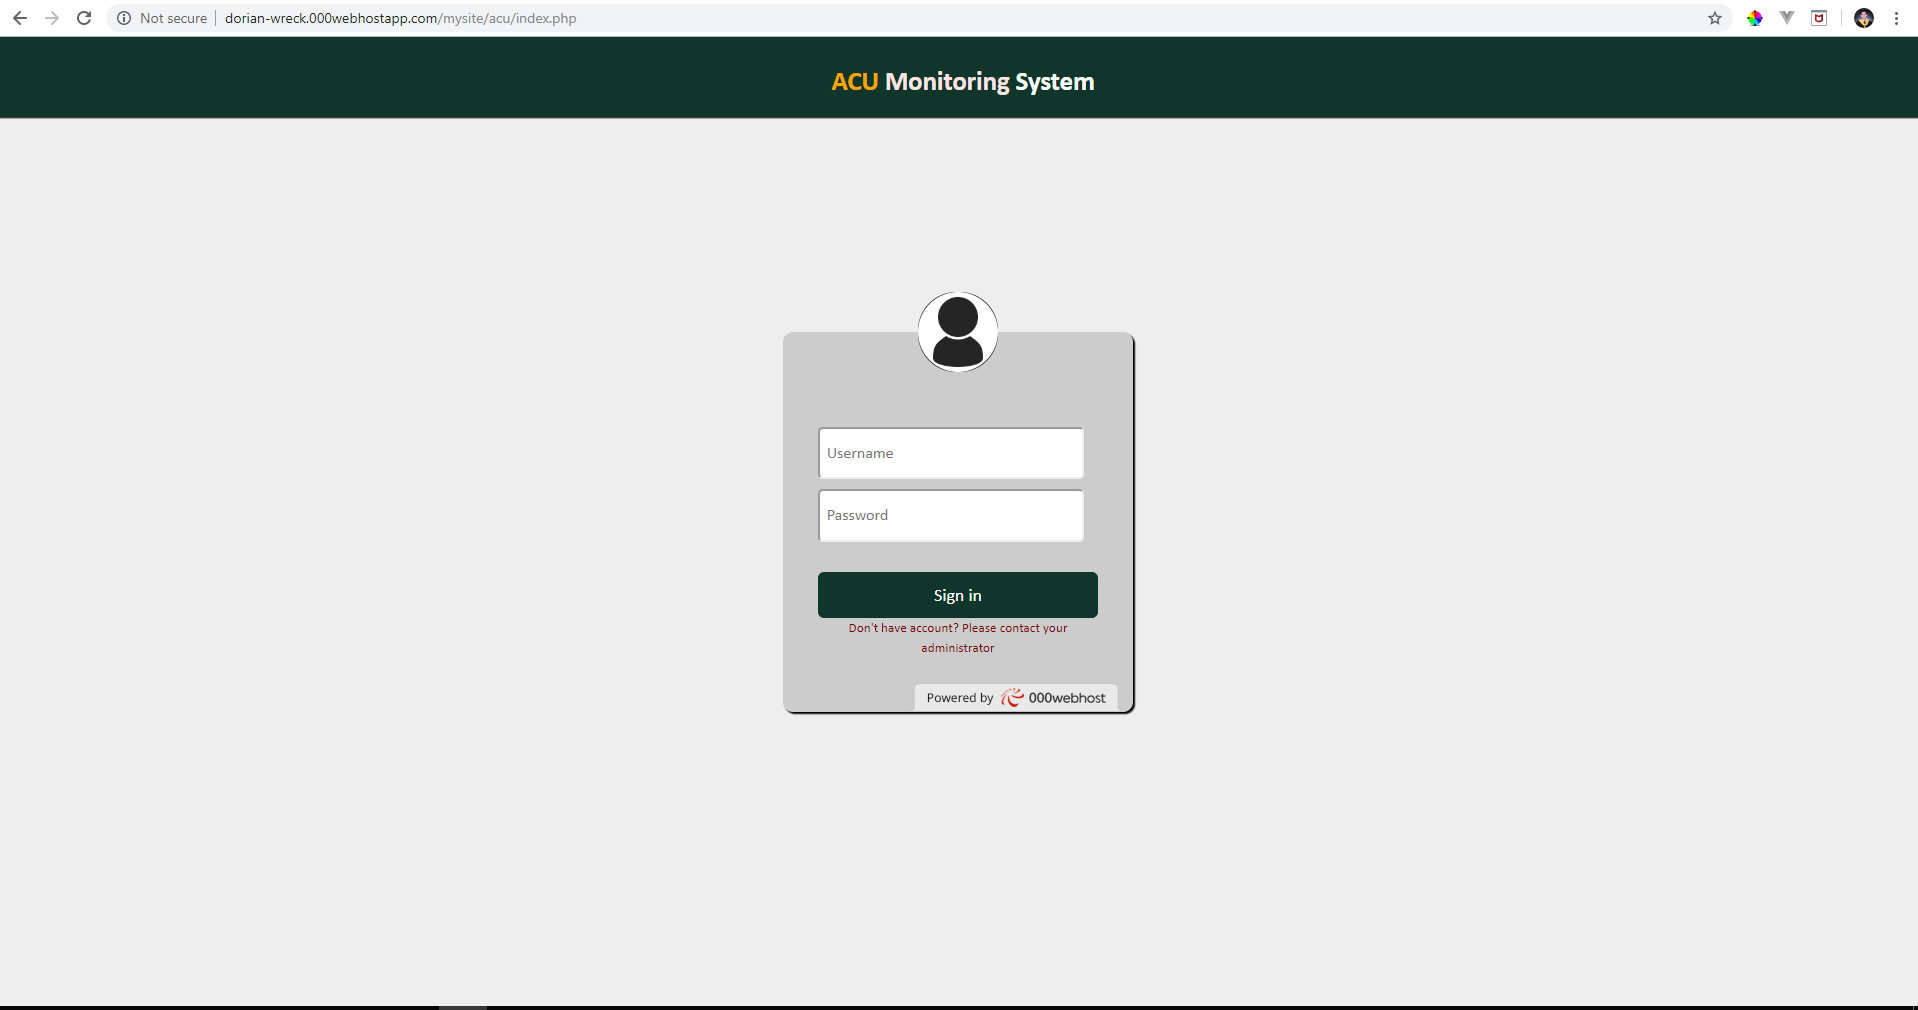 Not secure | dorian-wreck.000webhostapp.com/mysite/acu/index.php
ACU Monitoring System
Username
Password
Sign in
Don't have account? Please contact your
administrator
Powered by 000webhost